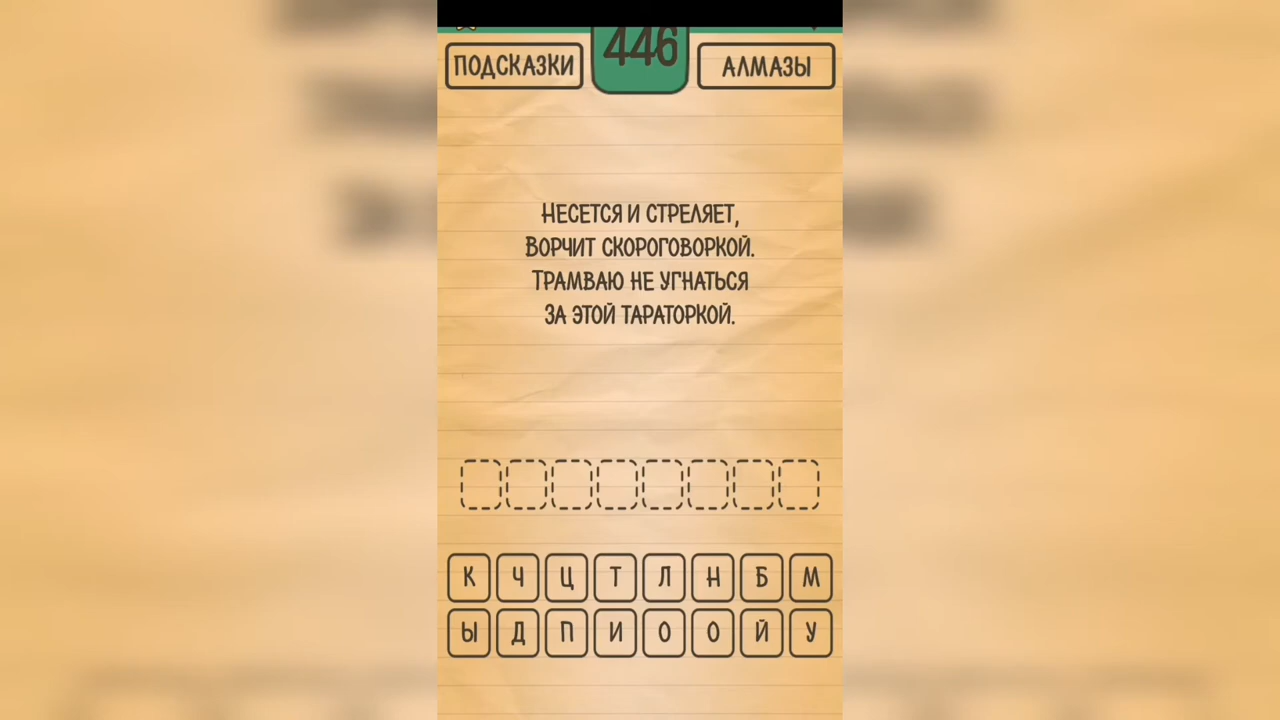 446
ПОДСКАЗКИ
АЛМАЗЫ
НЕСЕТСЯ И СТРЕЛЯЕТ,
ВОРЧИТ СКОРОГОВОРКОЙ.
ТРАМВАЮ НЕ УГНАТЬСЯ
ЗА ЭТОЙ ТАРАТОРКОЙ.
К Ч Ц Т Л Н Б М
Ы Д П И О О Й У